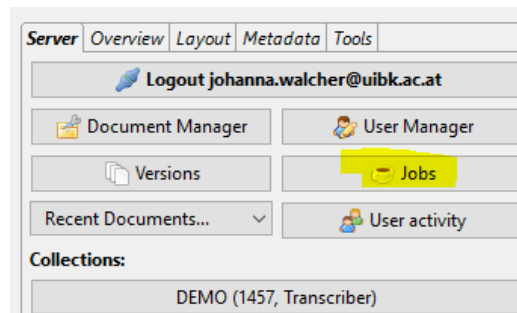 Server Overview Layout Metadata Tools
Logout johanna.walcher@uibk.ac.at
Document Manager User Manager
Versions Jobs
Recent Documents... User activity
Collections:
DEMO (1457, Transcriber)